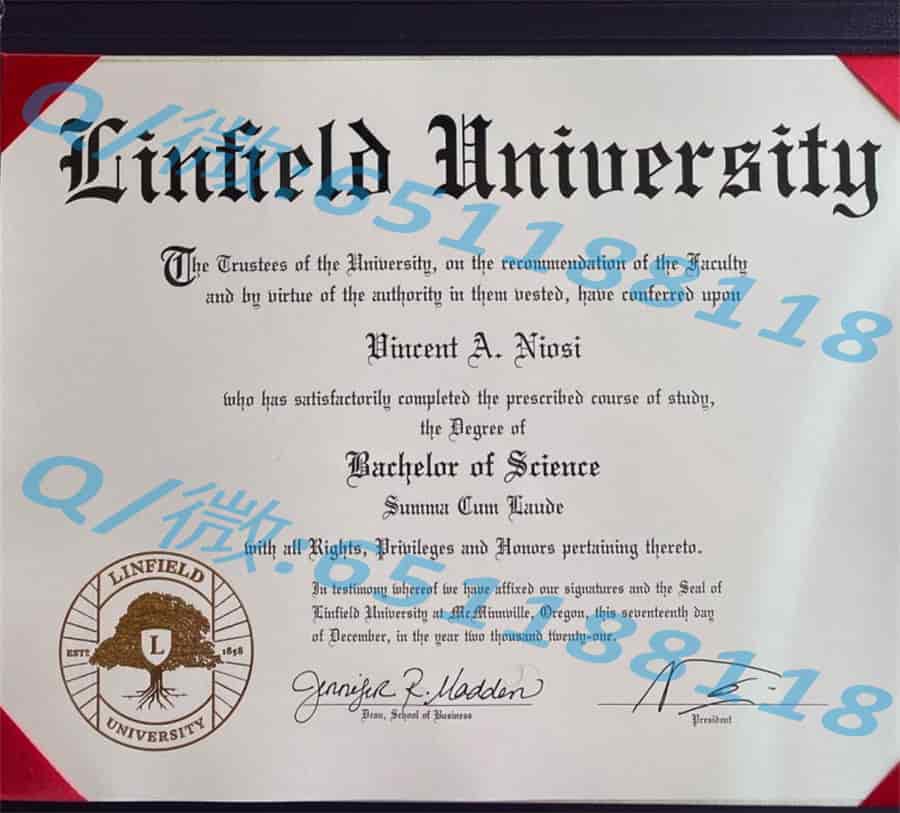 Linfield University
The Trustees of the University, on the recommendation of the Faculty
and by virtue of the authority in them vested, have conferred upon
Vincent A. Niosi
who has satisfactorily completed the prescribed course of study,
the Degree of
Bachelor of Science
Summa Cum Laude
with all Rights, Privileges and Honors pertaining thereto.
In testimony whereof we have affixed our signatures and the Seal of
Linfield University at McMinnville, Oregon, this seventeenth day
of December, in the year two thousand twenty-one.
LINFIELD
ESTD 1858
L
UNIVERSITY
Jennifer R. Madden
Dean, School of Business
President
Q/微:651188118
Q/微:651188118